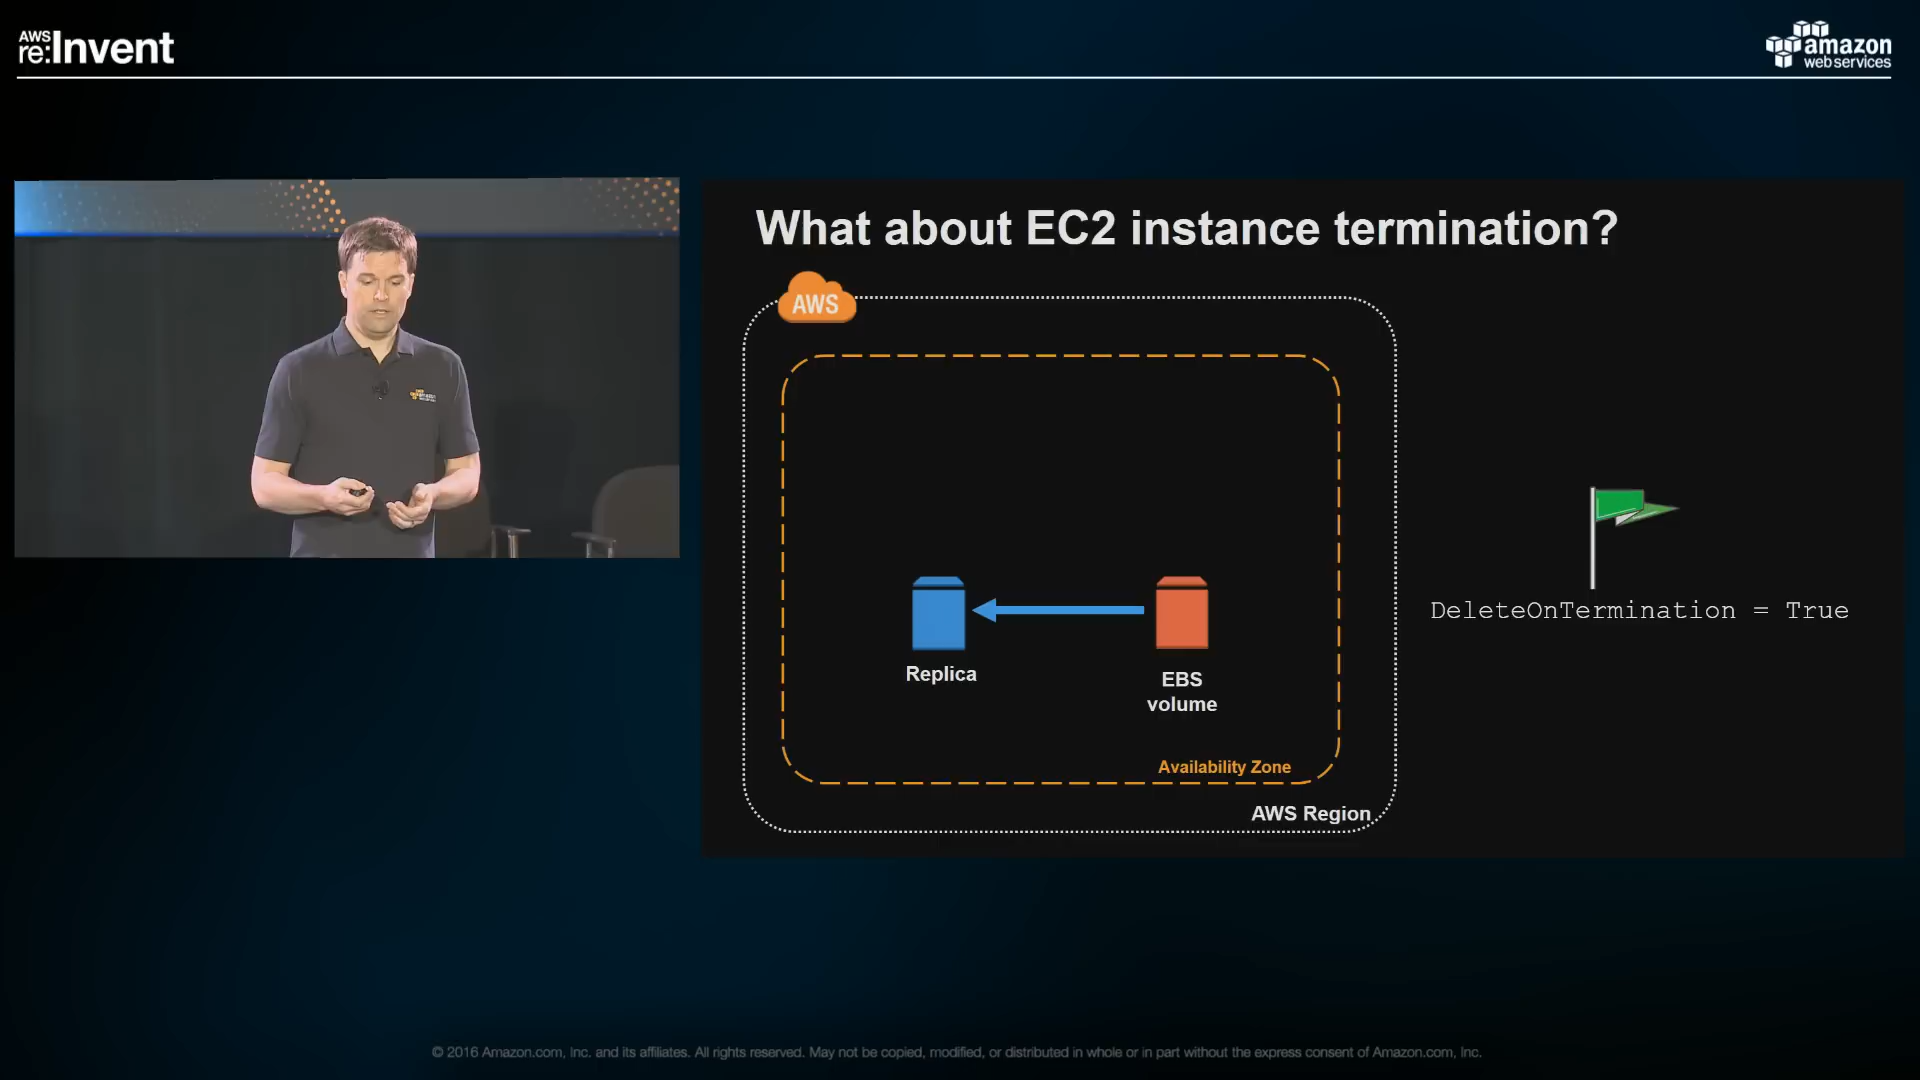 AWS
re:Invent
amazon
web services
What about EC2 instance termination?
AWS
DeleteOnTermination = True
Replica
EBS
volume
Availability Zone
AWS Region
© 2016 Amazon.com, Inc. and its affiliates. All rights reserved. May not be copied, modified, or distributed in whole or in part without the express consent of Amazon.com, Inc.